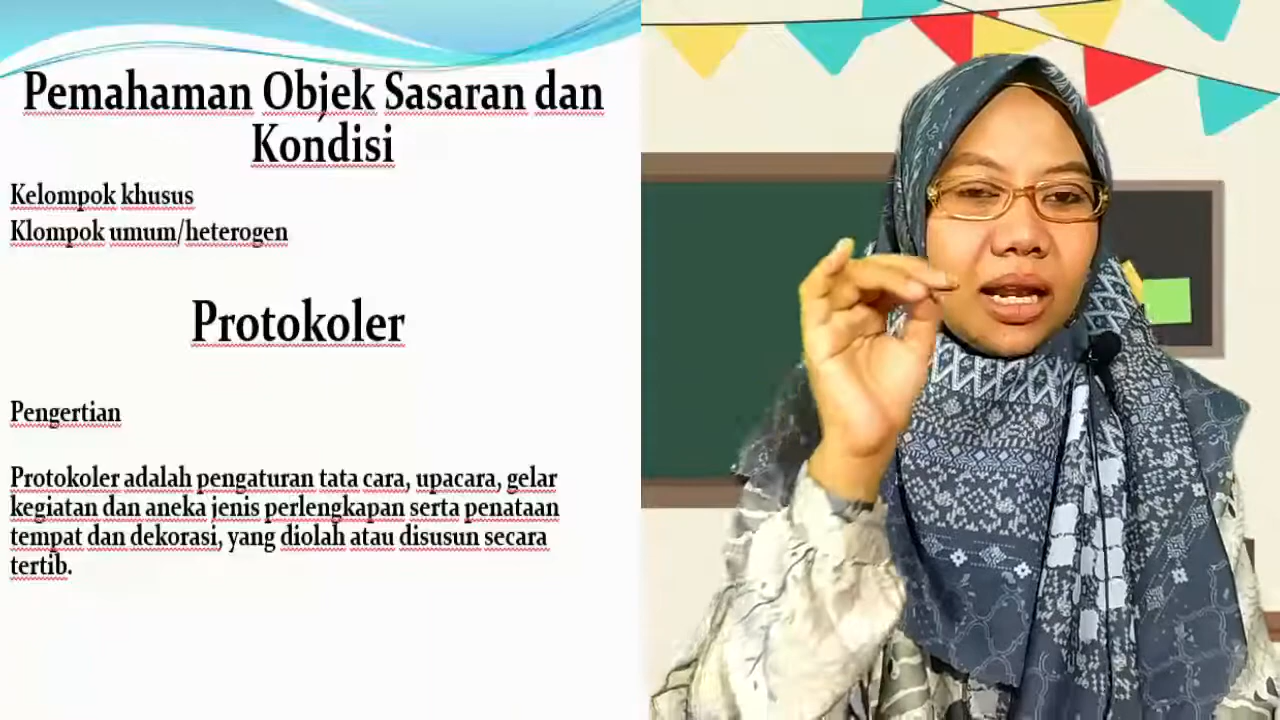 Pemahaman Objek Sasaran dan
Kondisi
Kelompok khusus
Klompok umum/heterogen
Protokoler
Pengertian
Protokoler adalah pengaturan tata cara, upacara, gelar
kegiatan dan aneka jenis perlengkapan serta penataan
tempat dan dekorasi, yang diolah atau disusun secara
tertib.